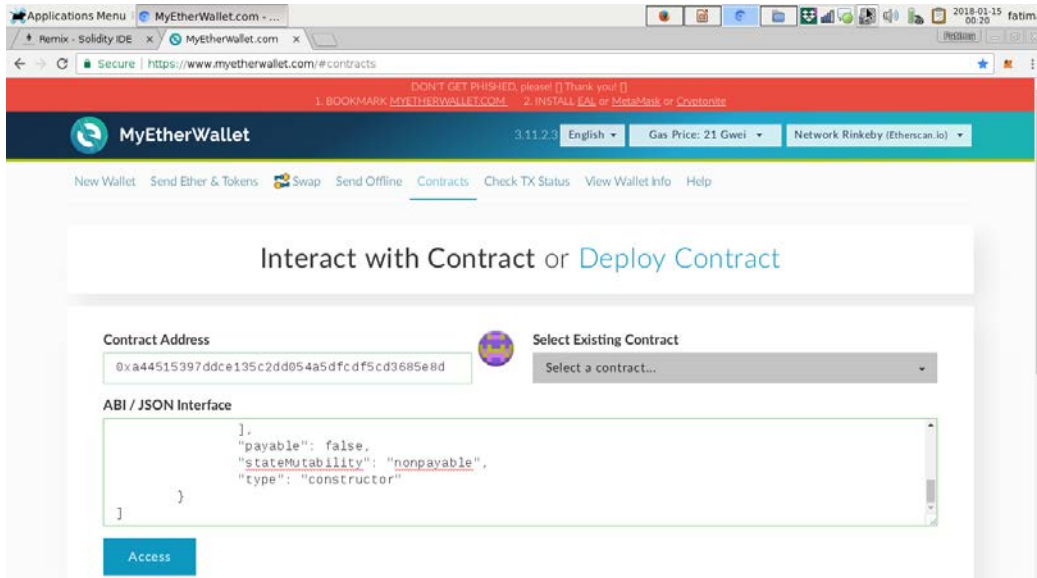 Applications Menu MyEtherWallet.com - ... 2018-01-15 00:20 fatim
Remix - Solidity IDE x MyEtherWallet.com x
Secure | https://www.myetherwallet.com/#contracts
DON'T GET PHISHED, please! [] Thank you! []
1. BOOKMARK MYETHERWALLET.COM 2. INSTALL EAL or MetaMask or Cryptonite
MyEtherWallet 3.11.2.3 English Gas Price: 21 Gwei Network Rinkeby (Etherscan.io)
New Wallet Send Ether & Tokens Swap Send Offline Contracts Check TX Status View Wallet Info Help
Interact with Contract or Deploy Contract
Contract Address Select Existing Contract
0xa44515397ddce135c2dd054a5dfcdf5cd3685e8d Select a contract...
ABI / JSON Interface
],
"payable": false,
"stateMutability": "nonpayable",
"type": "constructor"
}
]
Access